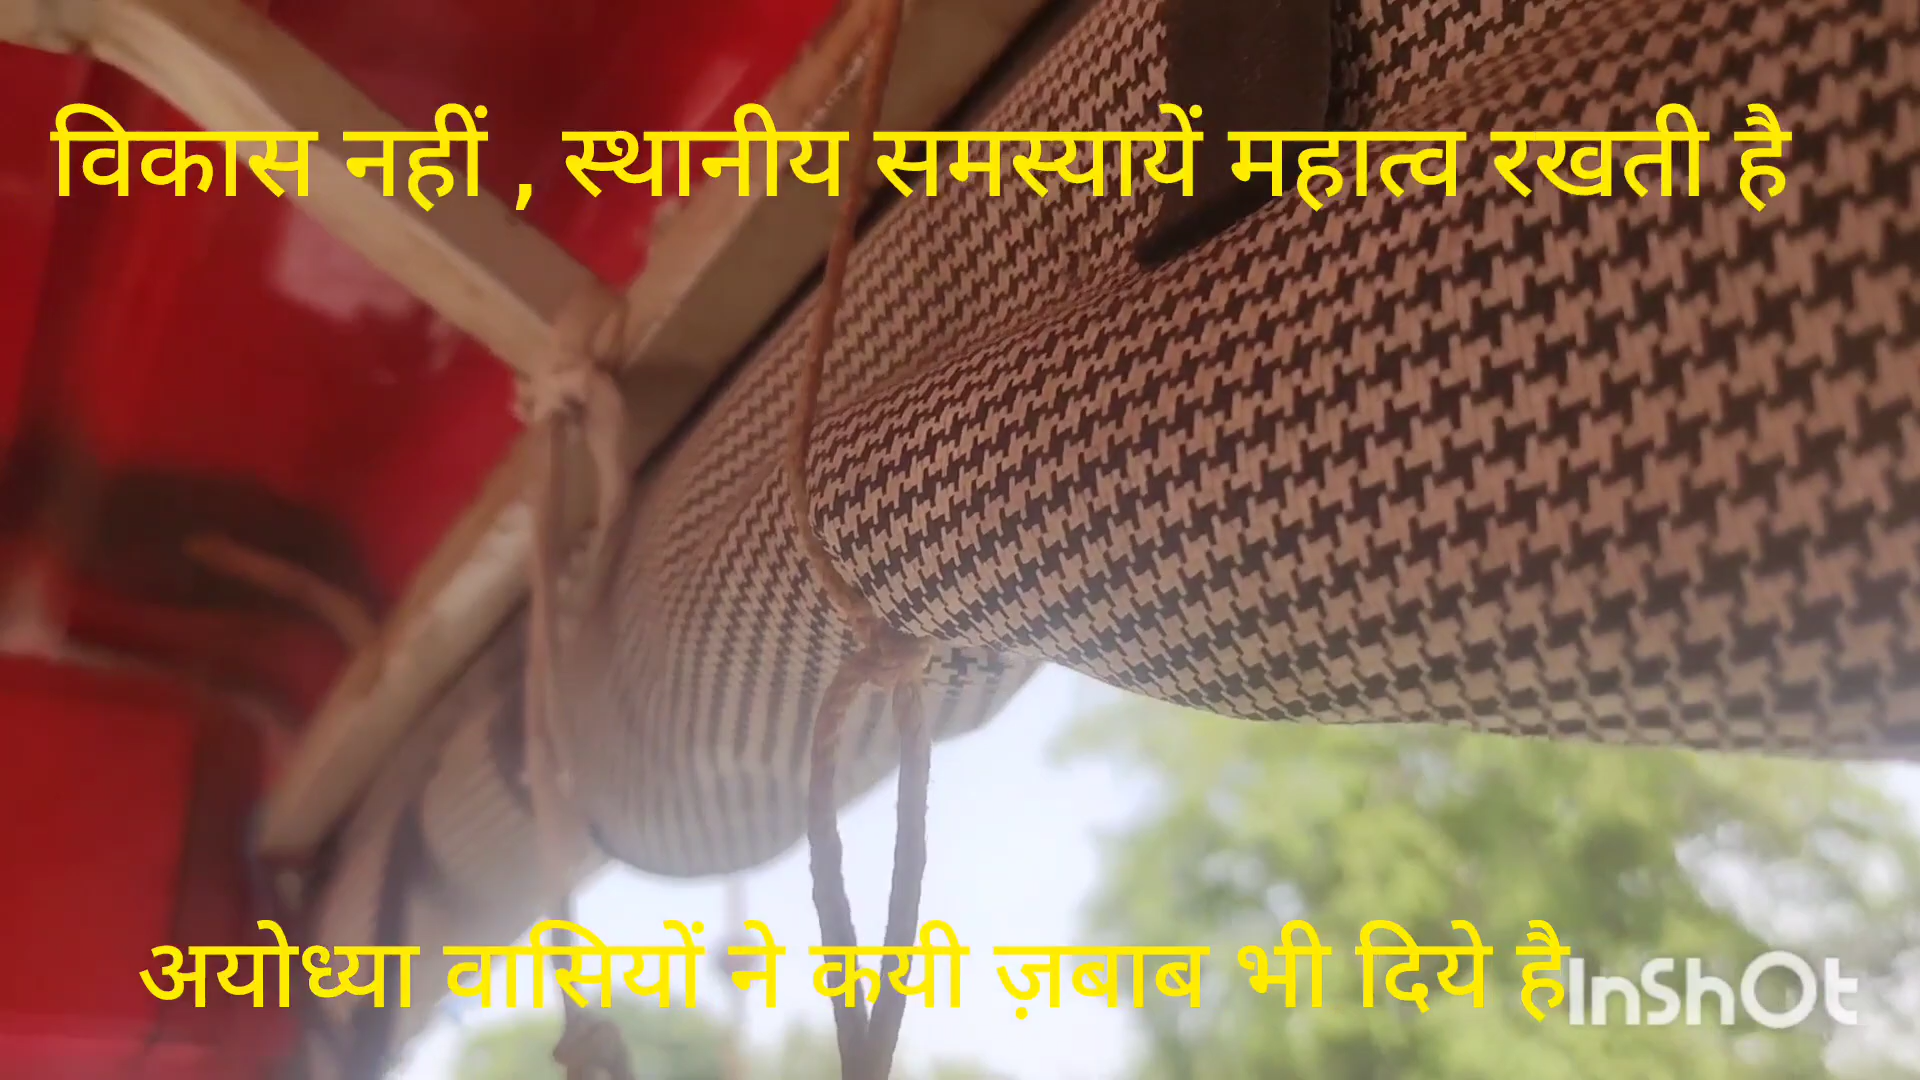 विकास नहीं , स्थानीय समस्यायें महात्व रखती है
अयोध्या वासियों ने कयी ज़बाब भी दिये है
InShOt